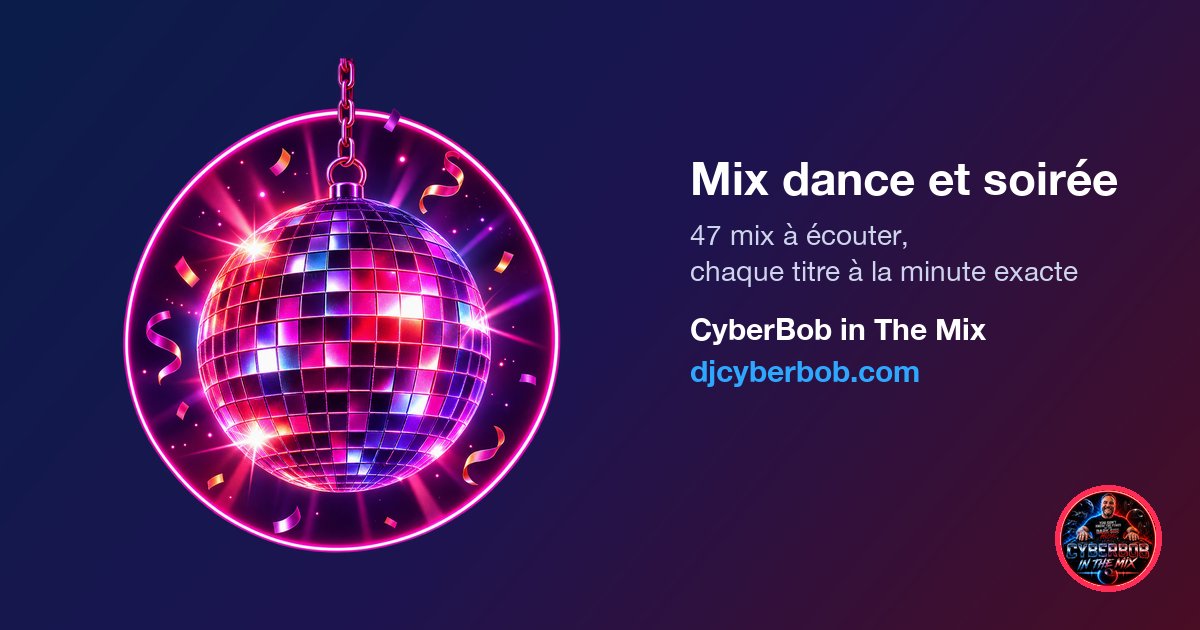 Mix dance et soirée
47 mix à écouter,
chaque titre à la minute exacte
CyberBob in The Mix
djcyberbob.com
CYBERBOB
IN THE MIX